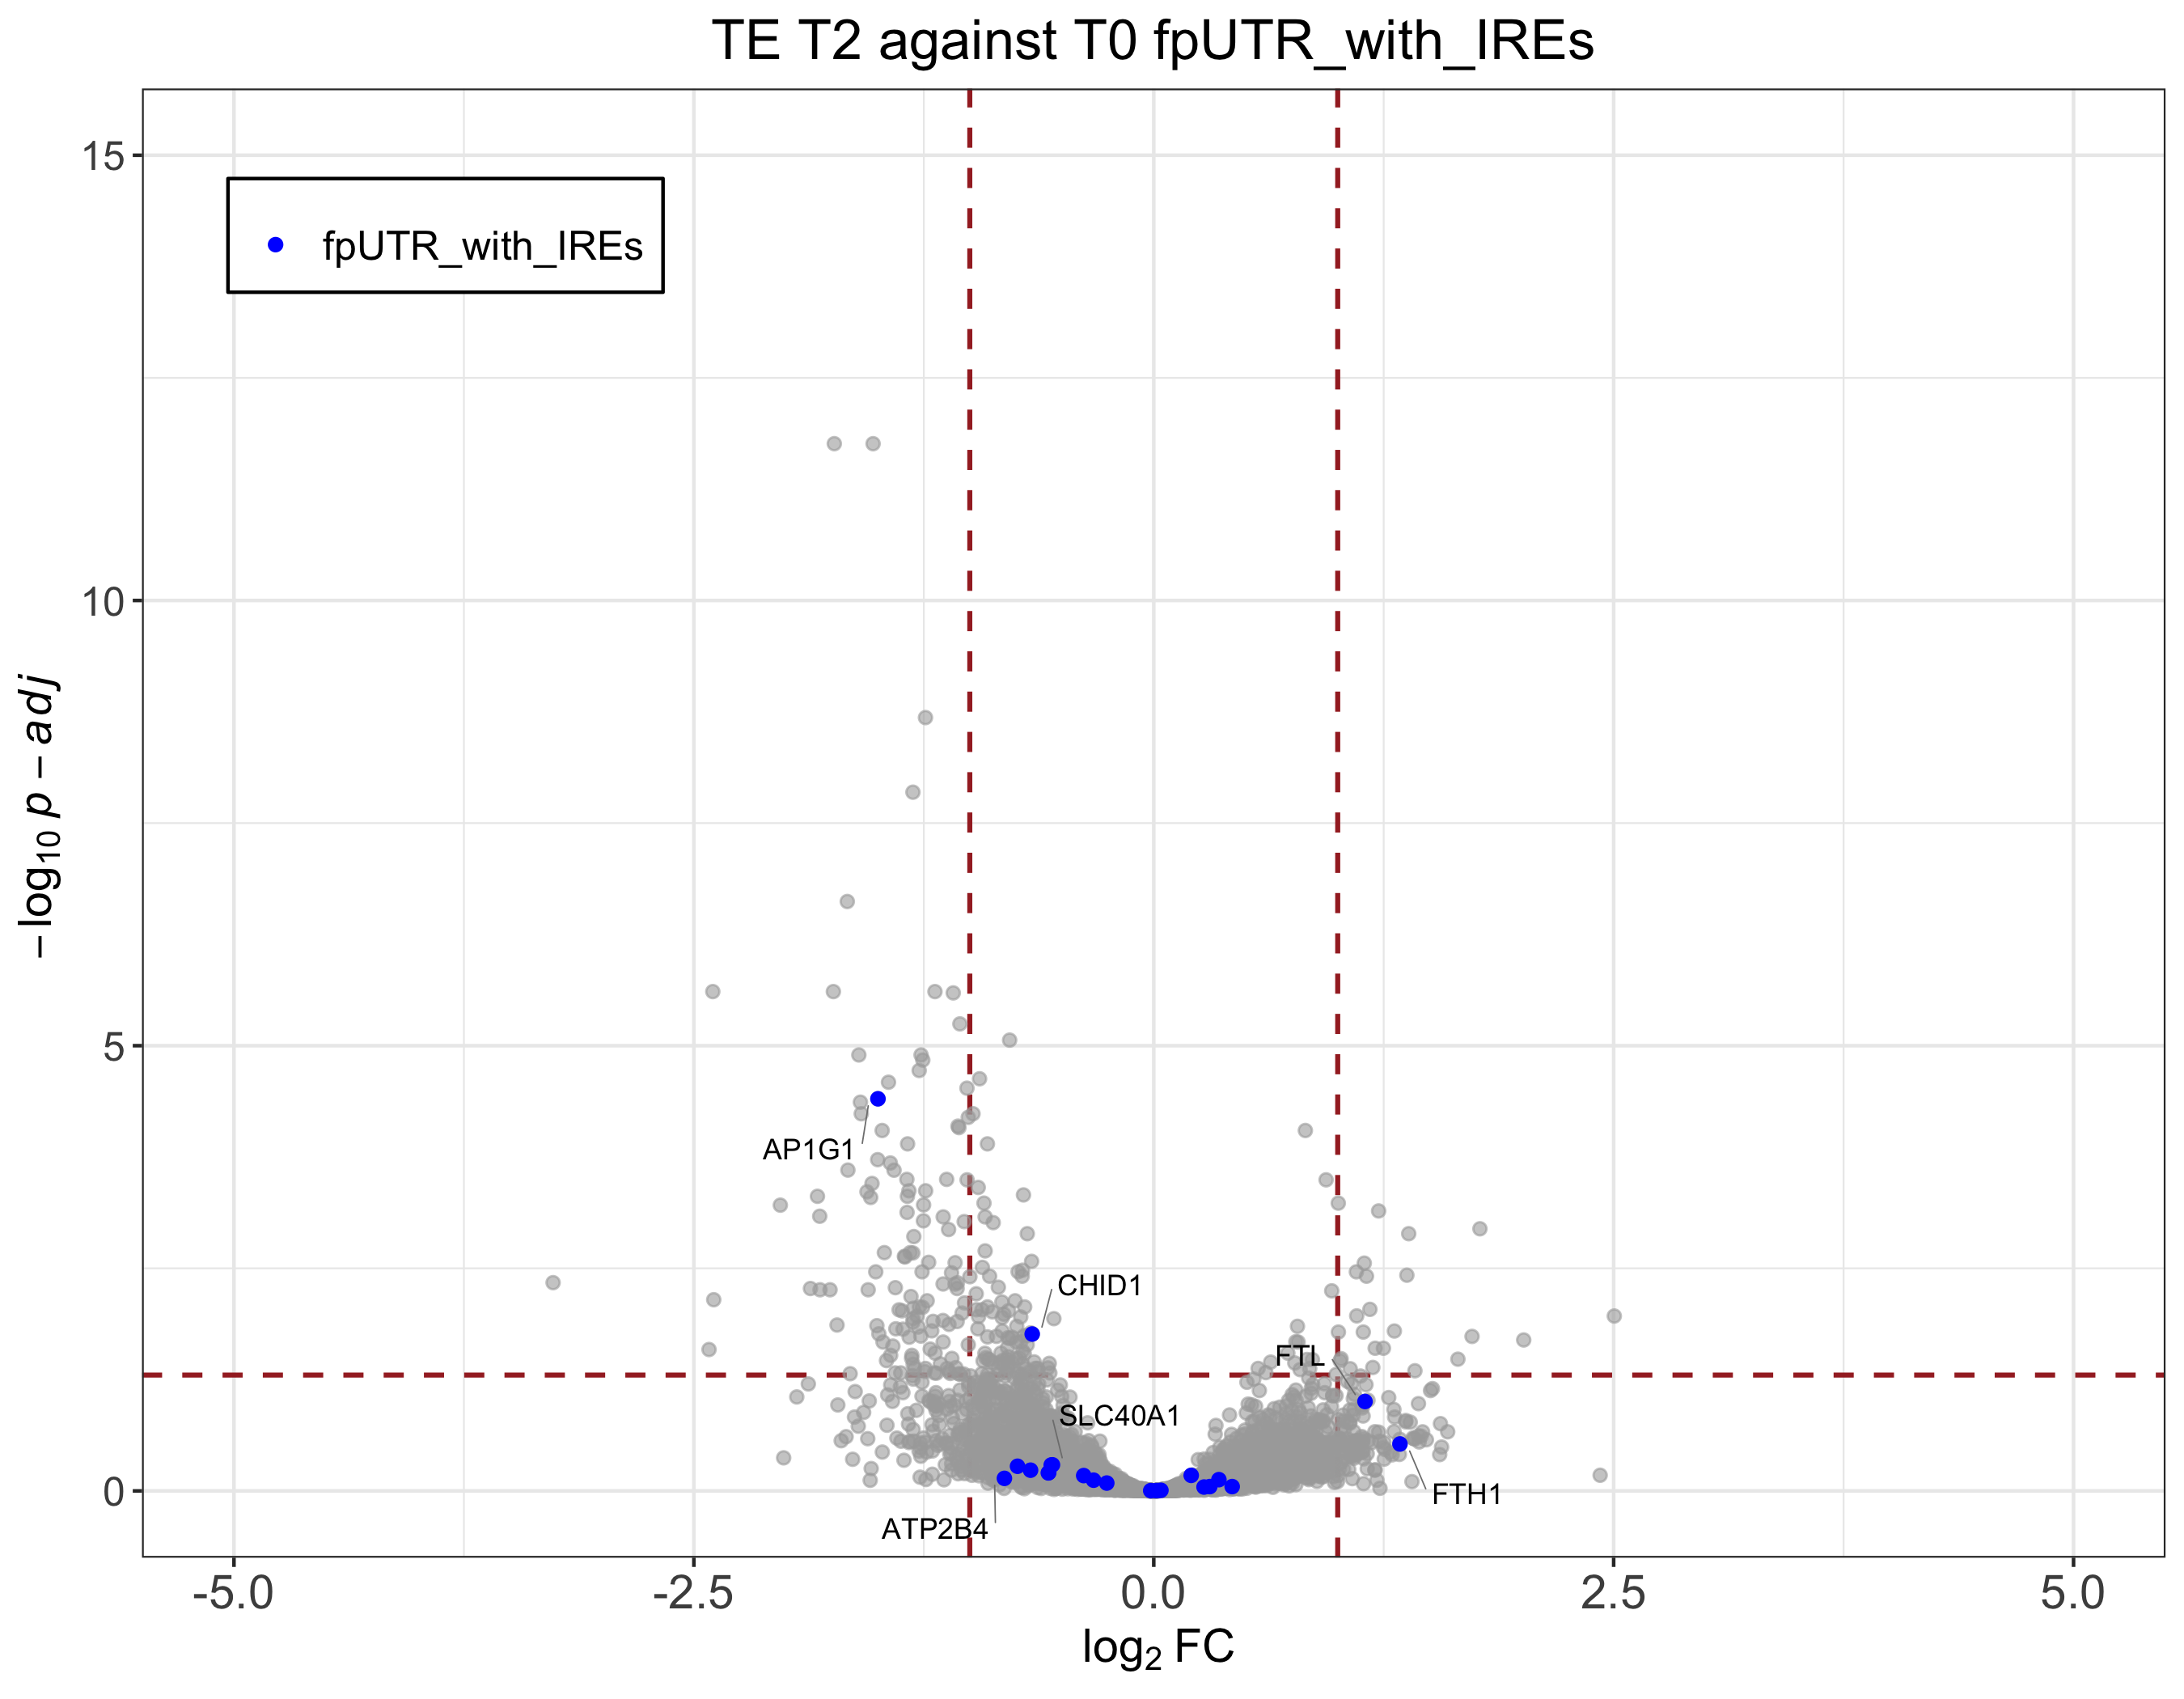 TE T2 against T0 fpUTR_with_IREs
15
fpUTR_with_IREs
10
−log10 p − adj
5
AP1G1
CHID1
FTL
SLC40A1
0
FTH1
ATP2B4
-5.0 -2.5 0.0 2.5 5.0
log2 FC